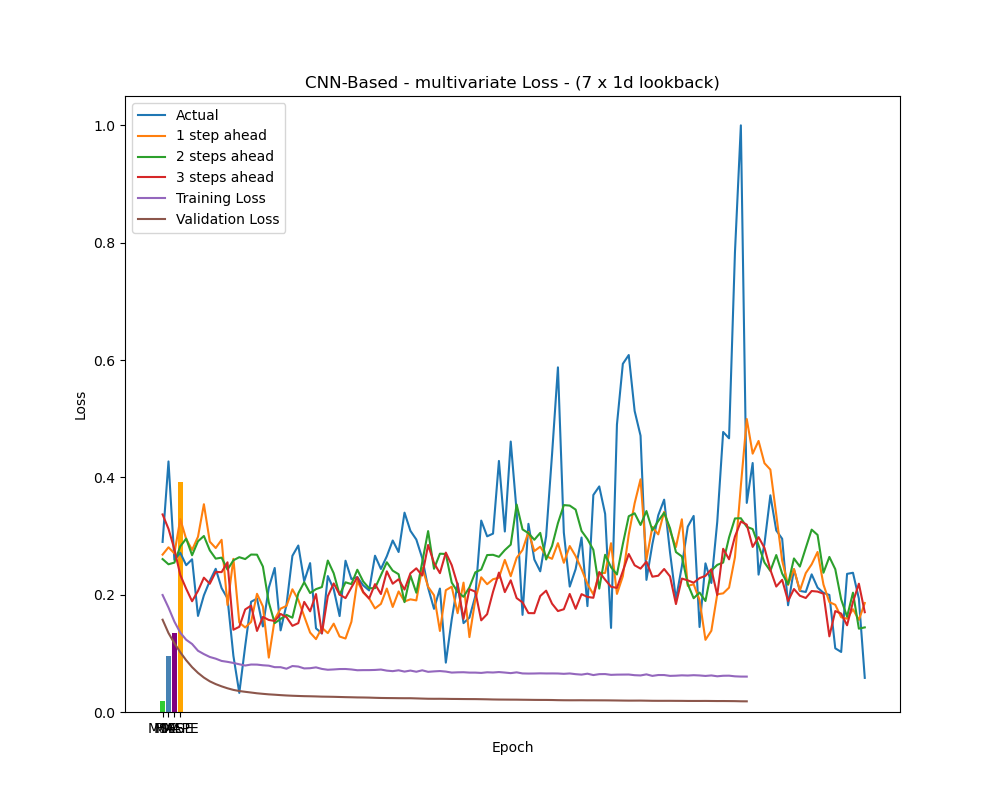 CNN-Based - multivariate Loss - (7 x 1d lookback)
Actual
1 step ahead
2 steps ahead
3 steps ahead
Training Loss
Validation Loss
1.0
0.8
0.6
0.4
0.2
0.0
Loss
Epoch